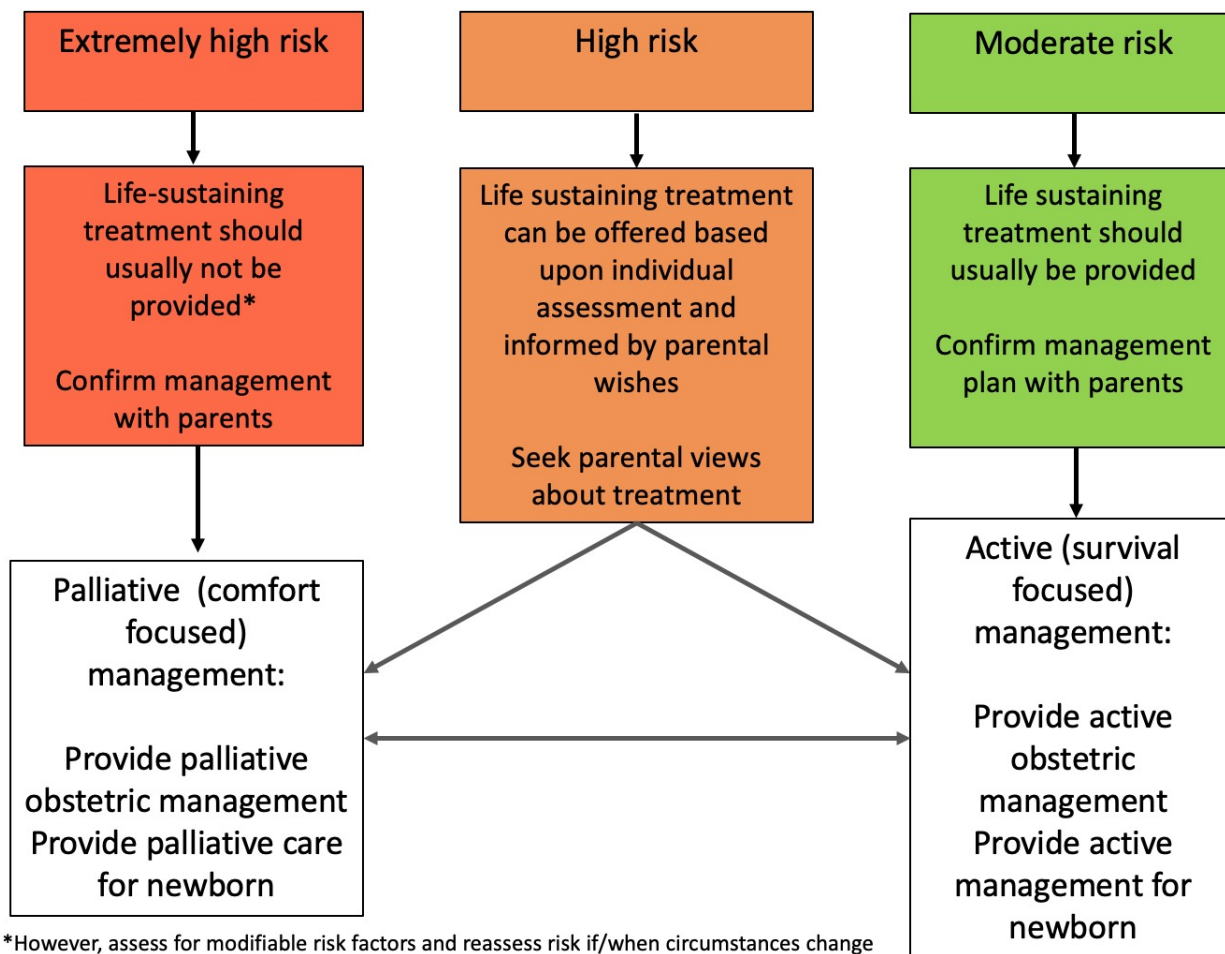 Extremely high risk
High risk
Moderate risk
Life-sustaining
treatment should
usually not be
provided*
Confirm management
with parents
Life sustaining treatment
can be offered based
upon individual
assessment and
informed by parental
wishes
Seek parental views
about treatment
Life sustaining
treatment should
usually be provided
Confirm management
plan with parents
Palliative (comfort
focused)
management:
Provide palliative
obstetric management
Provide palliative care
for newborn
Active (survival
focused)
management:
Provide active
obstetric
management
Provide active
management for
newborn
*However, assess for modifiable risk factors and reassess risk if/when circumstances change